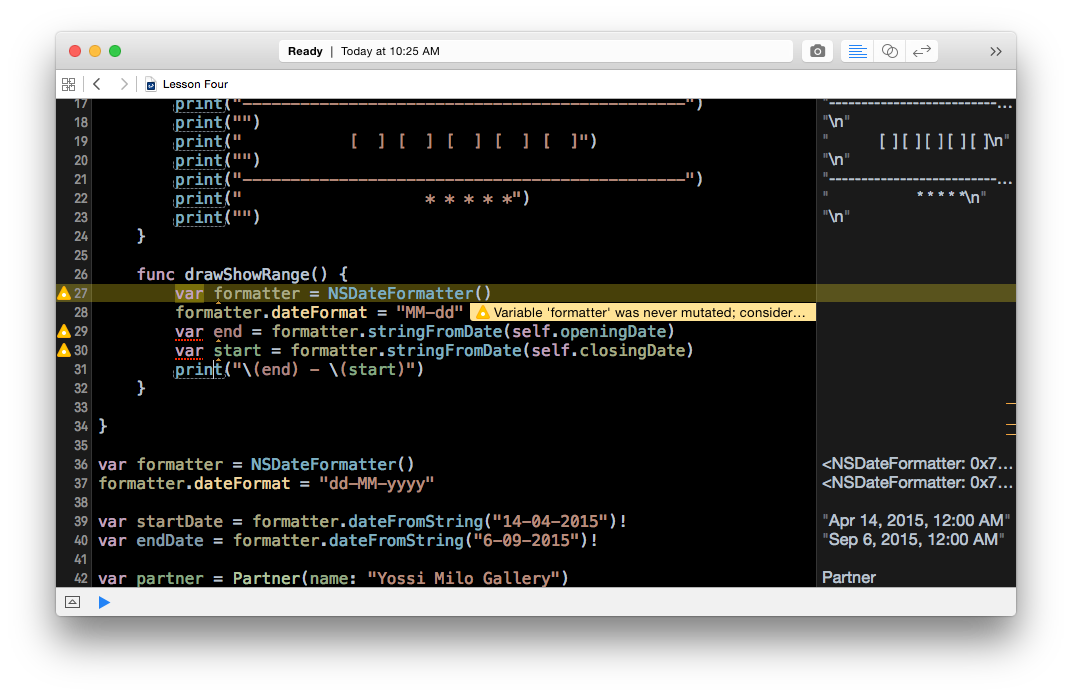 Ready | Today at 10:25 AM
Lesson Four
17 print("——————————————————————————————————————————————")  "--------------------------...
18 print("")  "\n"
19 print("           [  ] [  ] [  ] [  ] [  ]")  "      [ ] [ ] [ ] [ ] [ ]\n"
20 print("")  "\n"
21 print("——————————————————————————————————————————————")  "--------------------------...
22 print("                   * * * * *")  "          * * * * *\n"
23 print("")  "\n"
24 }
25
26 func drawShowRange() {
27 var formatter = NSDateFormatter()
28 formatter.dateFormat = "MM-dd" Variable 'formatter' was never mutated; consider...
29 var end = formatter.stringFromDate(self.openingDate)
30 var start = formatter.stringFromDate(self.closingDate)
31 print("\(end) - \(start)")
32 }
33
34 }
35
36 var formatter = NSDateFormatter()  <NSDateFormatter: 0x7...
37 formatter.dateFormat = "dd-MM-yyyy"  <NSDateFormatter: 0x7...
38
39 var startDate = formatter.dateFromString("14-04-2015")!  "Apr 14, 2015, 12:00 AM"
40 var endDate = formatter.dateFromString("6-09-2015")!  "Sep 6, 2015, 12:00 AM"
41
42 var partner = Partner(name: "Yossi Milo Gallery")  Partner